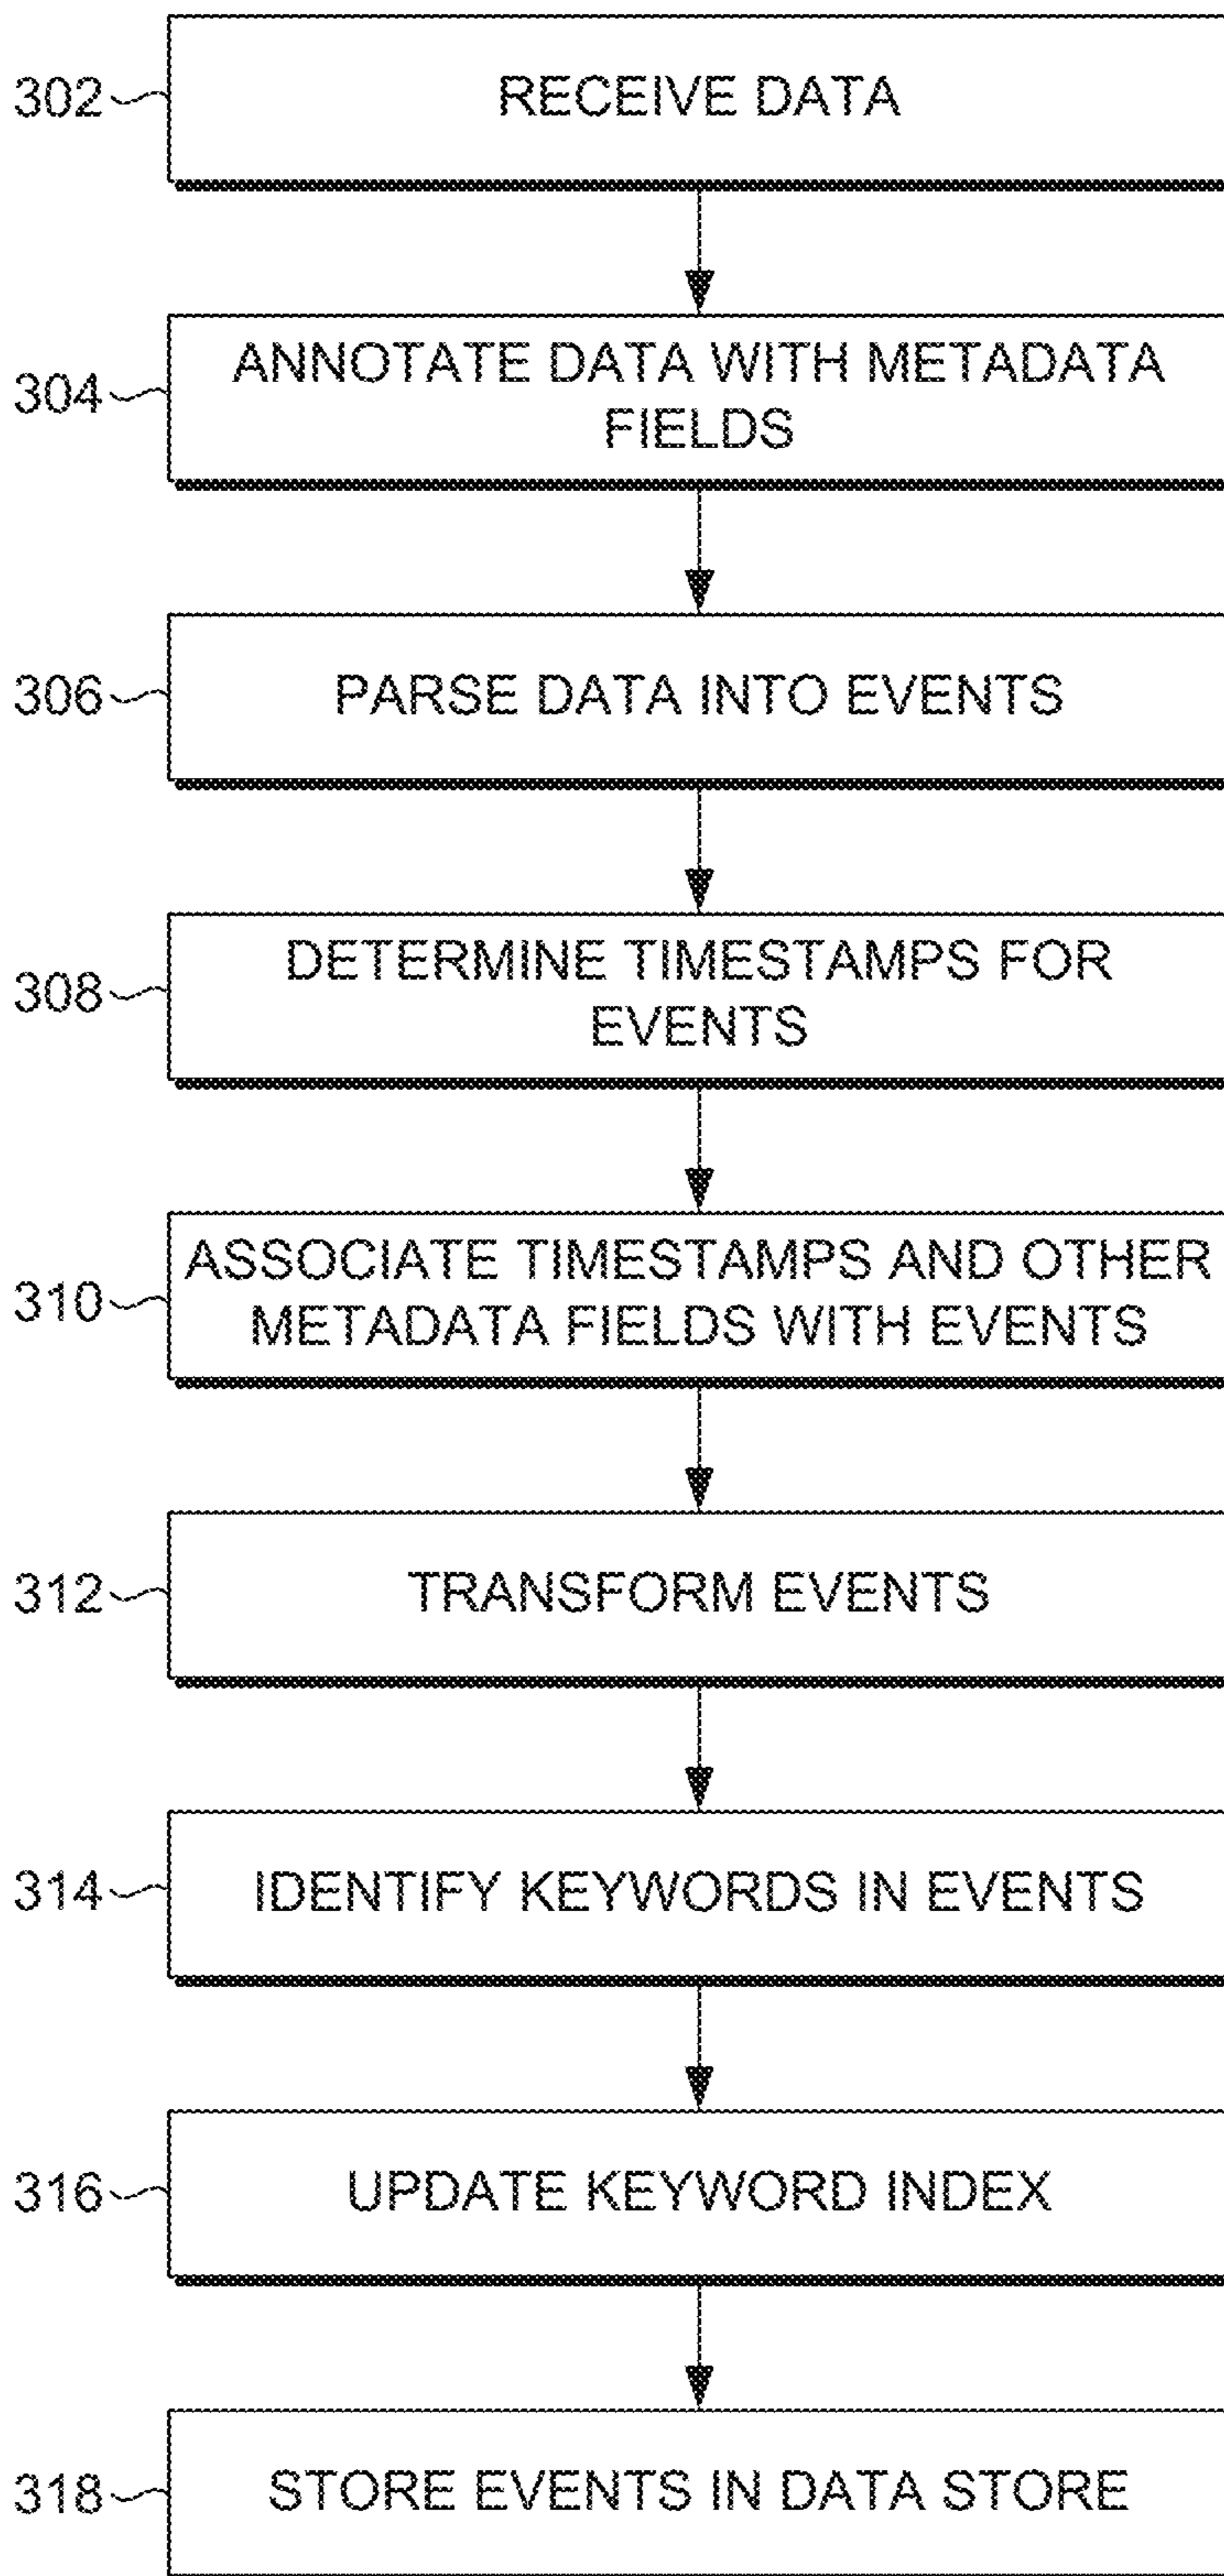 302
RECEIVE DATA
304
ANNOTATE DATA WITH METADATA
FIELDS
306
PARSE DATA INTO EVENTS
308
DETERMINE TIMESTAMPS FOR
EVENTS
310
ASSOCIATE TIMESTAMPS AND OTHER
METADATA FIELDS WITH EVENTS
312
TRANSFORM EVENTS
314
IDENTIFY KEYWORDS IN EVENTS
316
UPDATE KEYWORD INDEX
318
STORE EVENTS IN DATA STORE